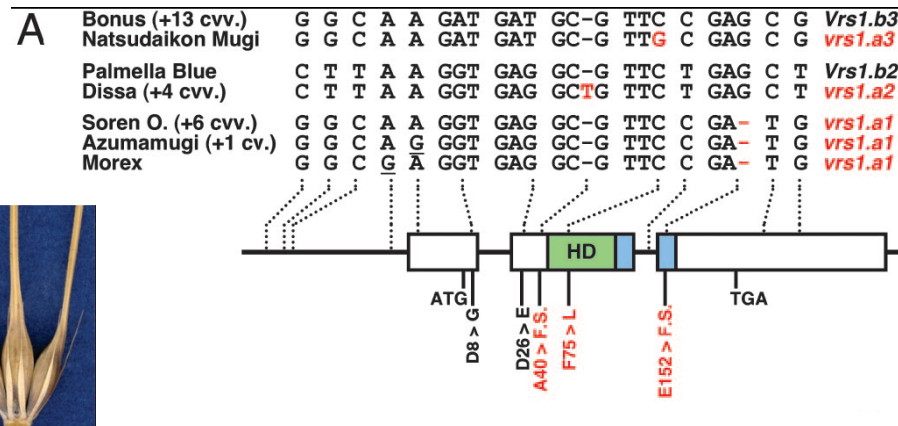 A
Bonus (+13 cvv.) G G C A A GAT GAT GC-G TTC C GAG C G Vrs1.b3
Natsudaikon Mugi G G C A A GAT GAT GC-G TTG C GAG C G vrs1.a3
Palmella Blue C T T A A GGT GAG GC-G TTC T GAG C T Vrs1.b2
Dissa (+4 cvv.) C T T A A GGT GAG GCTG TTC T GAG C T vrs1.a2
Soren O. (+6 cvv.) G G C A A GGT GAG GC-G TTC C GA- T G vrs1.a1
Azumamugi (+1 cv.) G G C A G GGT GAG GC-G TTC C GA- T G vrs1.a1
Morex G G C G A GGT GAG GC-G TTC C GA- T G vrs1.a1
HD
ATG
TGA
D8 > G
D26 > E
A40 > F.S.
F75 > L
E152 > F.S.